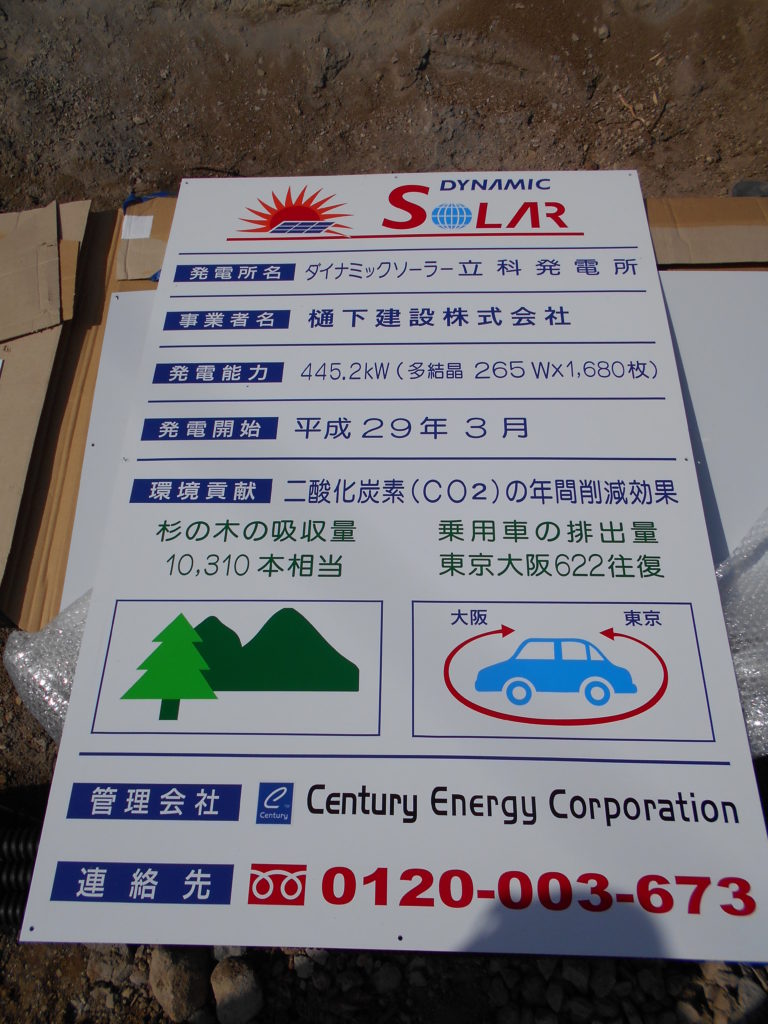 DYNAMIC
SOLAR
発電所名 ダイナミックソーラー立科発電所
事業者名 樋下建設株式会社
発電能力 445.2kW(多結晶 265W×1,680枚)
発電開始 平成29年3月
環境貢献 二酸化炭素(CO2)の年間削減効果
杉の木の吸収量 乗用車の排出量
10,310本相当 東京大阪622往復
大阪 東京
管理会社 Century Century Energy Corporation
連絡先 0120-003-673